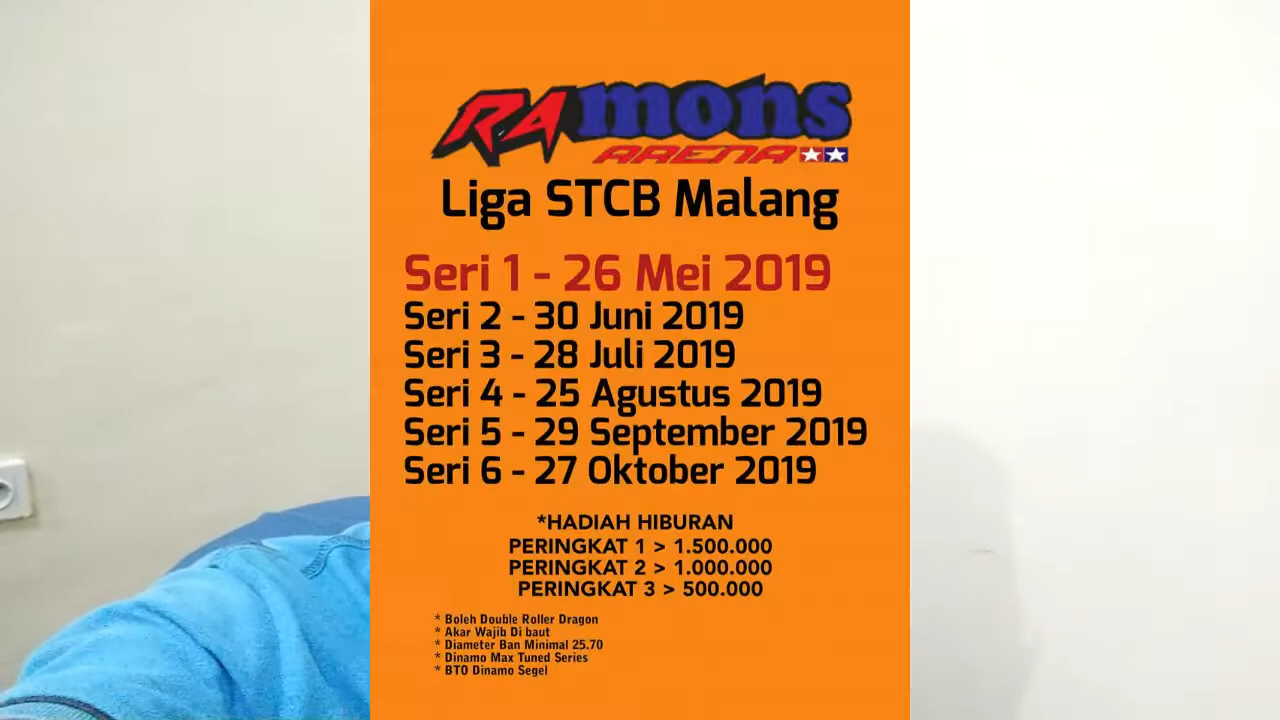 RAmons
ARENA
Liga STCB Malang
Seri 1 - 26 Mei 2019
Seri 2 - 30 Juni 2019
Seri 3 - 28 Juli 2019
Seri 4 - 25 Agustus 2019
Seri 5 - 29 September 2019
Seri 6 - 27 Oktober 2019
*HADIAH HIBURAN
PERINGKAT 1 > 1.500.000
PERINGKAT 2 > 1.000.000
PERINGKAT 3 > 500.000
* Boleh Double Roller Dragon
* Akar Wajib Di baut
* Diameter Ban Minimal 25.70
* Dinamo Max Tuned Series
* BTO Dinamo Segel